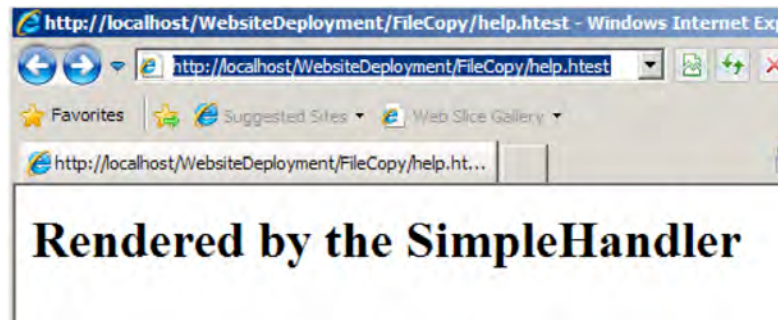 http://localhost/WebsiteDeployment/FileCopy/help.htest - Windows Internet Exp
http://localhost/WebsiteDeployment/FileCopy/help.htest
Favorites Suggested Sites Web Slice Gallery
http://localhost/WebsiteDeployment/FileCopy/help.ht...
Rendered by the SimpleHandler